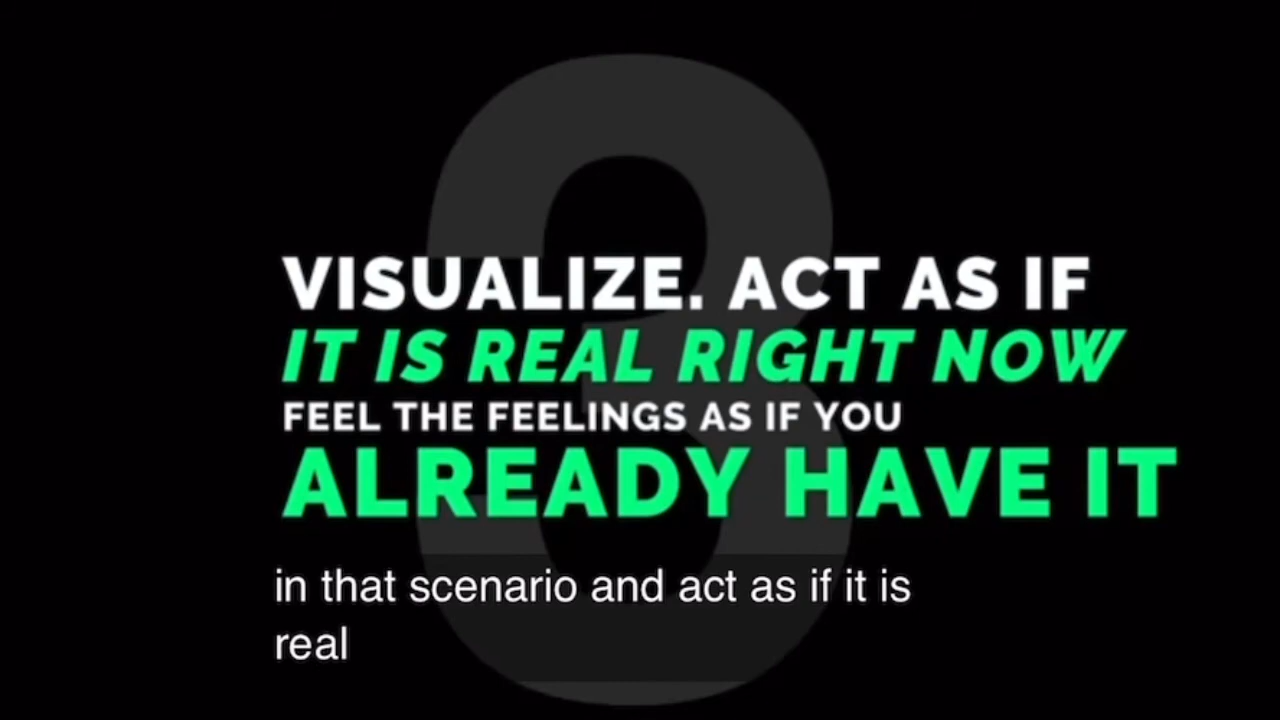 3
VISUALIZE. ACT AS IF
IT IS REAL RIGHT NOW
FEEL THE FEELINGS AS IF YOU
ALREADY HAVE IT
in that scenario and act as if it is
real